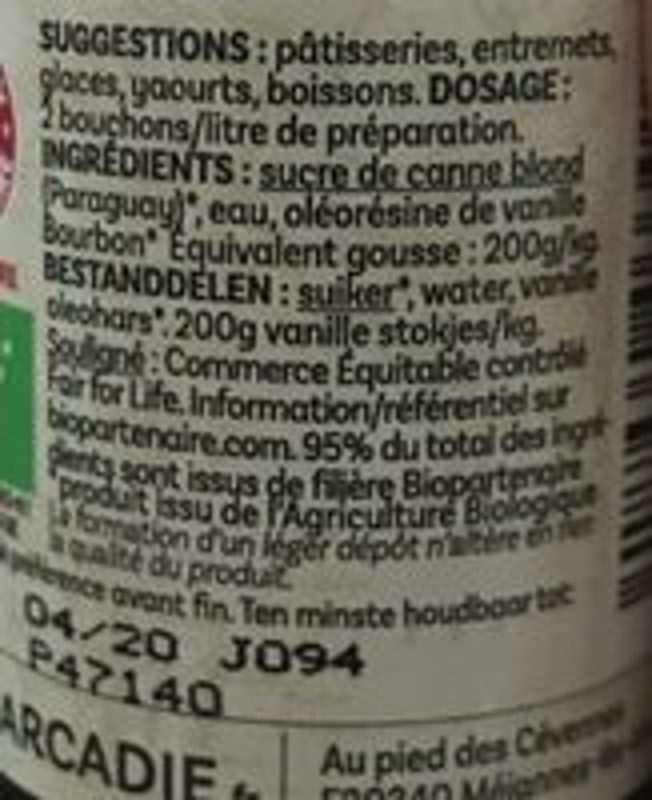 SUGGESTIONS : pâtisseries, entremets,
glaces, yaourts, boissons. DOSAGE :
2 bouchons/litre de préparation.
INGRÉDIENTS : sucre de canne blond
(Paraguay)*, eau, oléorésine de vanille
Bourbon* Équivalent gousse : 200g/kg.
BESTANDDELEN : suiker*, water, vanille
oleohars*. 200g vanille stokjes/kg.
Souligné : Commerce Équitable contrôlé
Fair for Life. Information/référentiel sur
biopartenaire.com. 95% du total des ingré-
dients sont issus de filière Biopartenaire
*produit issu de l'Agriculture Biologique
La formation d'un léger dépôt n'altère en rien
la qualité du produit.
préférence avant fin. Ten minste houdbaar tot:
04/20 J094
P47140
ARCADIE.fr
Au pied des Cévennes
F30340 Méjannes-